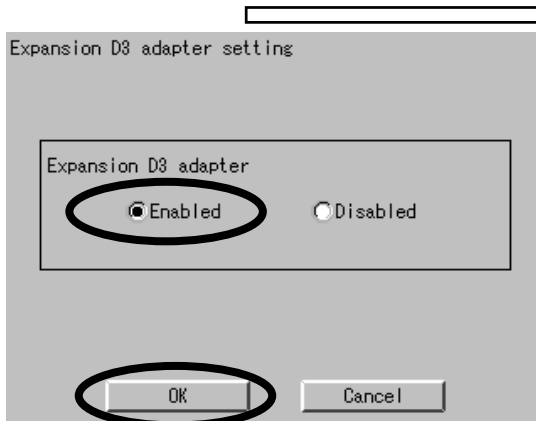 Expansion D3 adapter setting
Expansion D3 adapter
Enabled Disabled
OK Cancel